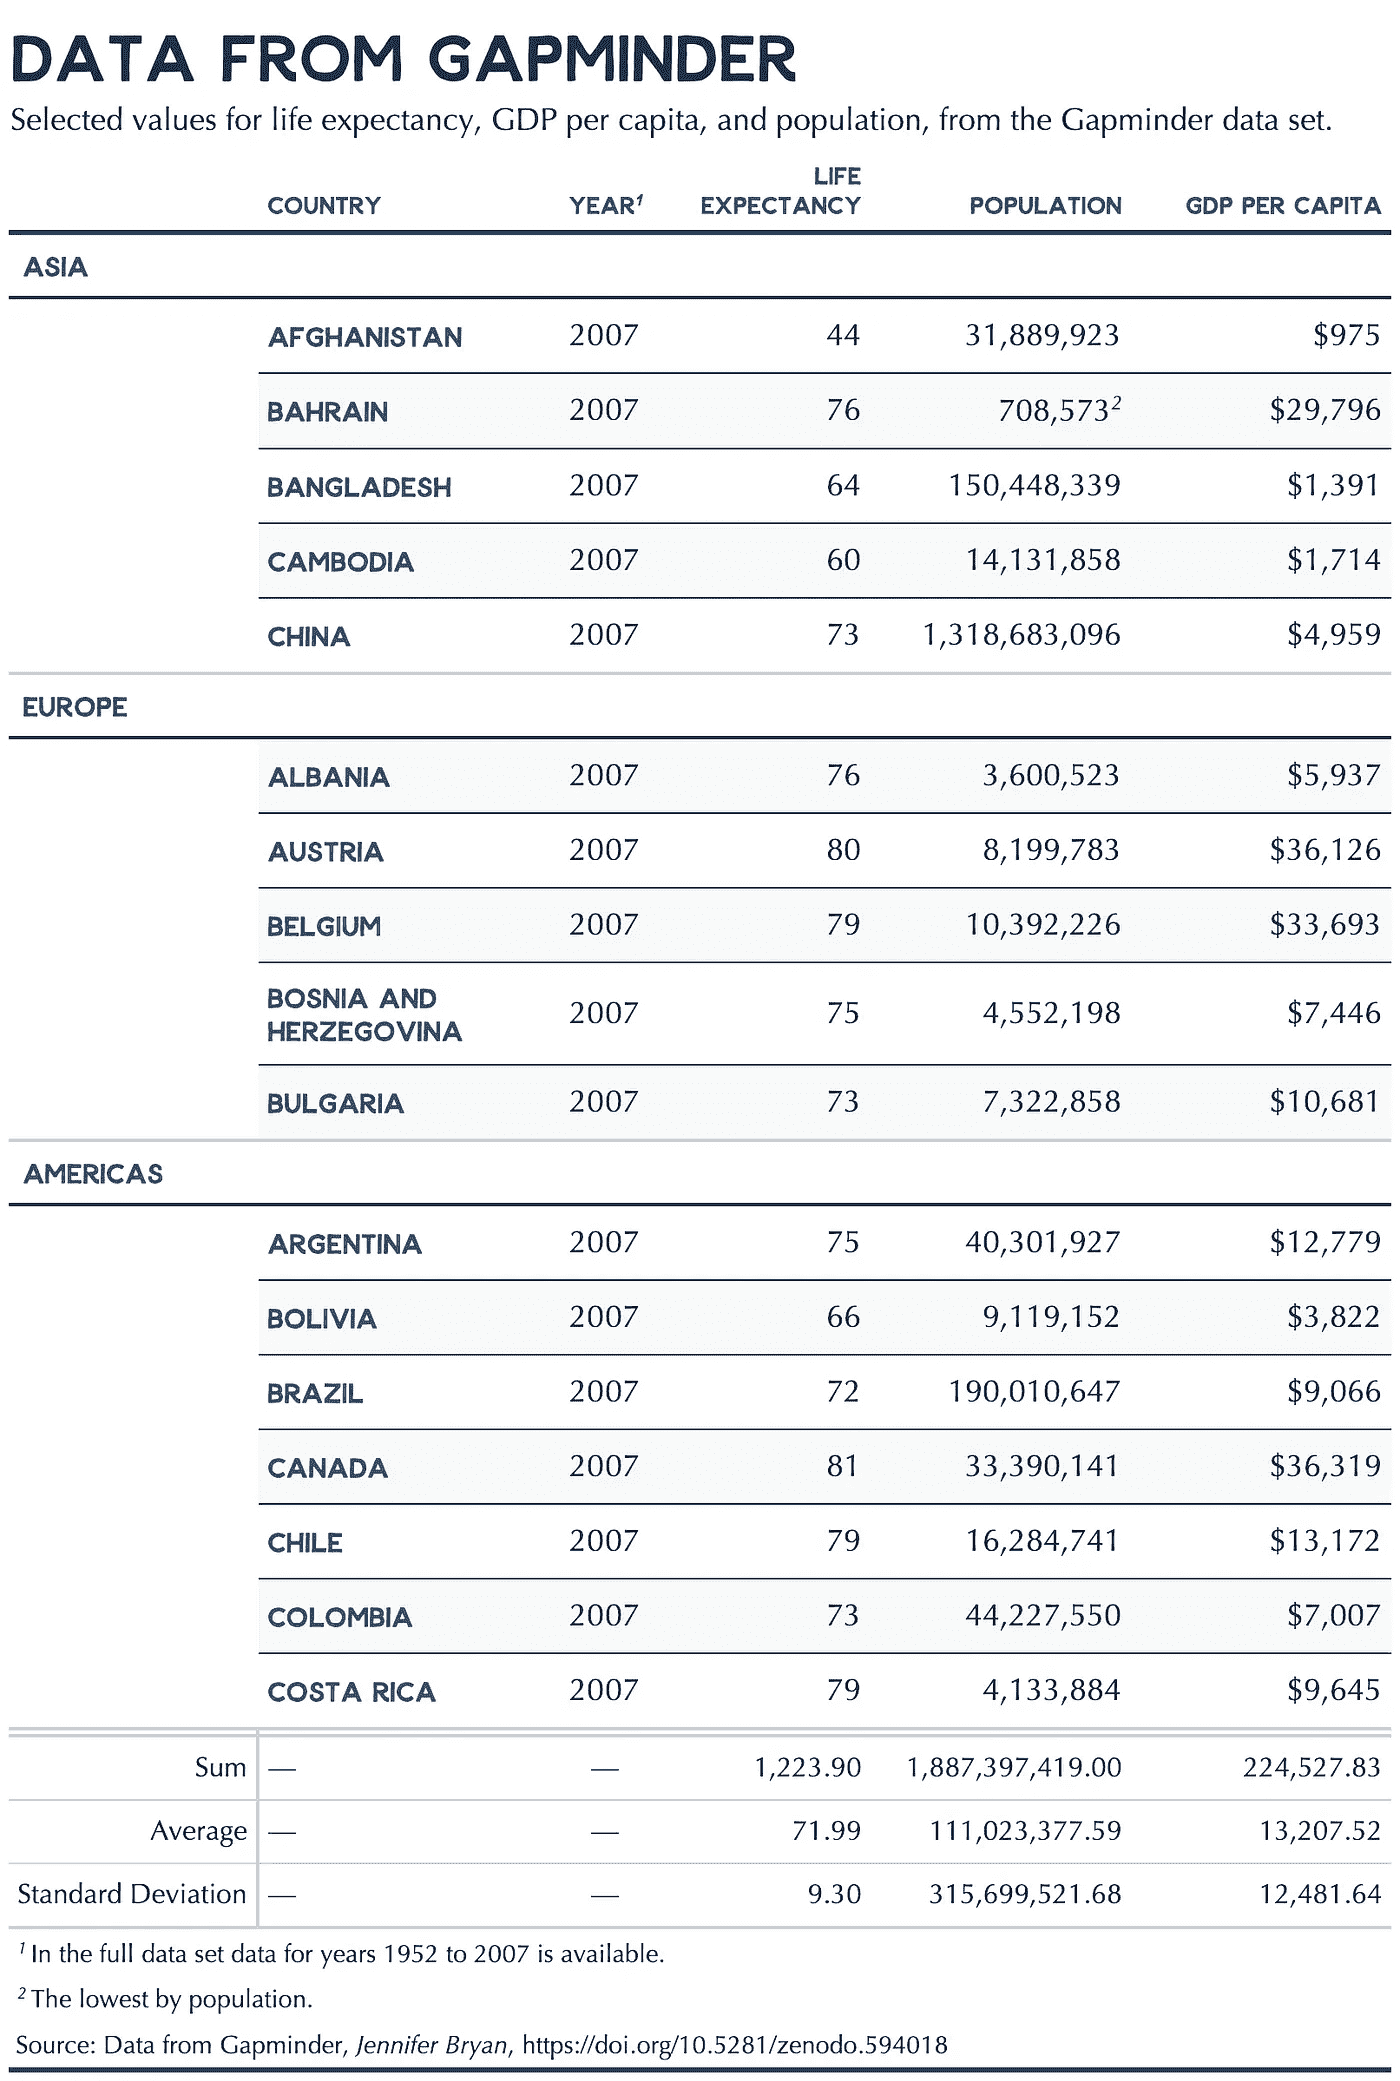 DATA FROM GAPMINDER
Selected values for life expectancy, GDP per capita, and population, from the Gapminder data set.
COUNTRY YEAR¹ LIFE EXPECTANCY POPULATION GDP PER CAPITA
ASIA
AFGHANISTAN 2007 44 31,889,923 $975
BAHRAIN 2007 76 708,573² $29,796
BANGLADESH 2007 64 150,448,339 $1,391
CAMBODIA 2007 60 14,131,858 $1,714
CHINA 2007 73 1,318,683,096 $4,959
EUROPE
ALBANIA 2007 76 3,600,523 $5,937
AUSTRIA 2007 80 8,199,783 $36,126
BELGIUM 2007 79 10,392,226 $33,693
BOSNIA AND HERZEGOVINA 2007 75 4,552,198 $7,446
BULGARIA 2007 73 7,322,858 $10,681
AMERICAS
ARGENTINA 2007 75 40,301,927 $12,779
BOLIVIA 2007 66 9,119,152 $3,822
BRAZIL 2007 72 190,010,647 $9,066
CANADA 2007 81 33,390,141 $36,319
CHILE 2007 79 16,284,741 $13,172
COLOMBIA 2007 73 44,227,550 $7,007
COSTA RICA 2007 79 4,133,884 $9,645
Sum — — 1,223.90 1,887,397,419.00 224,527.83
Average — — 71.99 111,023,377.59 13,207.52
Standard Deviation — — 9.30 315,699,521.68 12,481.64
¹ In the full data set data for years 1952 to 2007 is available.
² The lowest by population.
Source: Data from Gapminder, Jennifer Bryan, https://doi.org/10.5281/zenodo.594018